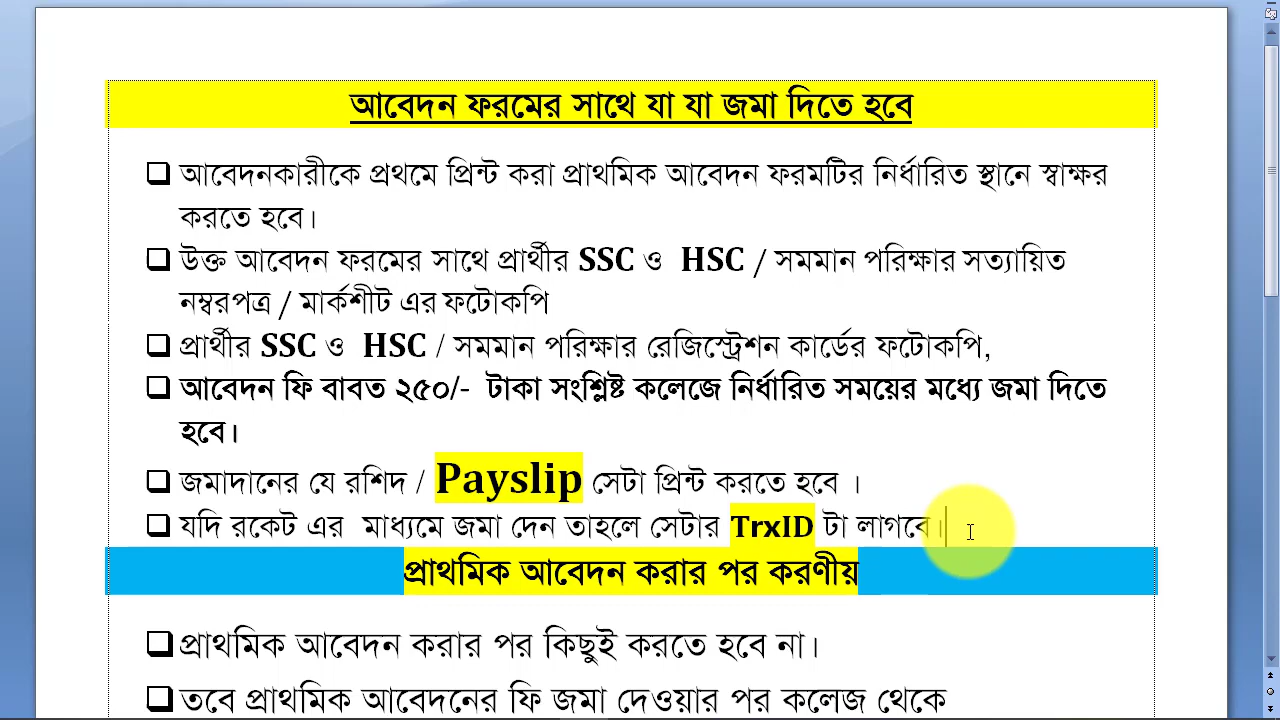 আবেদন ফরমের সাথে যা যা জমা দিতে হবে
আবেদনকারীকে প্রথমে প্রিন্ট করা প্রাথমিক আবেদন ফরমটির নির্ধারিত স্থানে স্বাক্ষর
করতে হবে।
উক্ত আবেদন ফরমের সাথে প্রার্থীর SSC ও HSC / সমমান পরিক্ষার সত্যায়িত
নম্বরপত্র / মার্কশীট এর ফটোকপি
প্রার্থীর SSC ও HSC / সমমান পরিক্ষার রেজিস্ট্রেশন কার্ডের ফটোকপি,
আবেদন ফি বাবত ২৫০/- টাকা সংশ্লিষ্ট কলেজে নির্ধারিত সময়ের মধ্যে জমা দিতে
হবে।
জমাদানের যে রশিদ / Payslip সেটা প্রিন্ট করতে হবে ।
যদি রকেট এর মাধ্যমে জমা দেন তাহলে সেটার TrxID টা লাগবে।
প্রাথমিক আবেদন করার পর করণীয়
প্রাথমিক আবেদন করার পর কিছুই করতে হবে না।
তবে প্রাথমিক আবেদনের ফি জমা দেওয়ার পর কলেজ থেকে